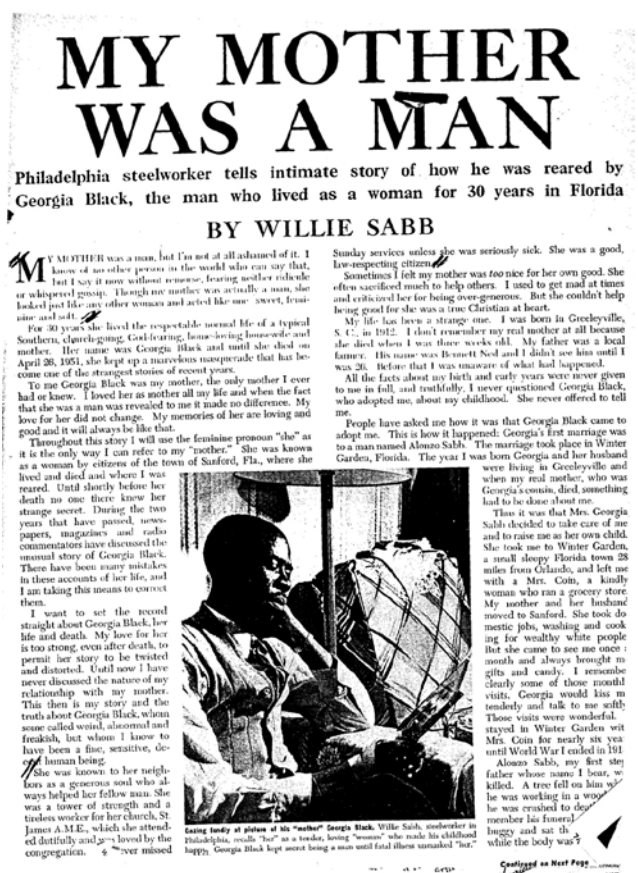 MY MOTHER
WAS A MAN
Philadelphia steelworker tells intimate story of how he was reared by
Georgia Black, the man who lived as a woman for 30 years in Florida
BY WILLIE SABB
MY MOTHER was a man, but I'm not at all ashamed of it. I
know of no other person in the world who can say that,
but I say it now without remorse, fearing neither ridicule
or whispered gossip. Though my mother was actually a man, she
looked just like any other woman and acted like one—sweet, femi-
nine and soft.
For 30 years she lived the respectable normal life of a typical
Southern, church-going, God-fearing, home-loving housewife and
mother. Her name was Georgia Black and until she died on
April 26, 1951, she kept up a marvelous masquerade that has be-
come one of the strangest stories of recent years.
To me Georgia Black was my mother, the only mother I ever
had or knew. I loved her as mother all my life and when the fact
that she was a man was revealed to me it made no difference. My
love for her did not change. My memories of her are loving and
good and it will always be like that.
Throughout this story I will use the feminine pronoun "she" as
it is the only way I can refer to my "mother." She was known
as a woman by citizens of the town of Sanford, Fla., where she
lived and died and where I was
reared. Until shortly before her
death no one there knew her
strange secret. During the two
years that have passed, news-
papers, magazines and radio
commentators have discussed the
unusual story of Georgia Black.
There have been many mistakes
in these accounts of her life, and
I am taking this means to correct
them.
I want to set the record
straight about Georgia Black, her
life and death. My love for her
is too strong, even after death, to
permit her story to be twisted
and distorted. Until now I have
never discussed the nature of my
relationship with my mother.
This then is my story and the
truth about Georgia Black, whom
some called weird, abnormal and
freakish, but whom I know to
have been a fine, sensitive, de-
cent human being.
She was known to her neigh-
bors as a generous soul who al-
ways helped her fellow man. She
was a tower of strength and a
tireless worker for her church, St.
James A.M.E., which she attend-
ed dutifully and was loved by the
congregation. never missed
Sunday services unless she was seriously sick. She was a good,
law-respecting citizen.
Sometimes I felt my mother was too nice for her own good. She
often sacrificed much to help others. I used to get mad at times
and criticized her for being over-generous. But she couldn't help
being good for she was a true Christian at heart.
My life has been a strange one. I was born in Greeleyville,
S. C., in 1912. I don't remember my real mother at all because
she died when I was three weeks old. My father was a local
farmer. His name was Bennett Ned and I didn't see him until I
was 26. Before that I was unaware of what had happened.
All the facts about my birth and early years were never given
to me in full, and truthfully, I never questioned Georgia Black,
who adopted me, about my childhood. She never offered to tell
me.
People have asked me how it was that Georgia Black came to
adopt me. This is how it happened: Georgia's first marriage was
to a man named Alonzo Sabb. The marriage took place in Winter
Garden, Florida. The year I was born Georgia and her husband
were living in Greeleyville and
when my real mother, who was
Georgia's cousin, died, something
had to be done about me.
Thus it was that Mrs. Georgia
Sabb decided to take care of me
and to raise me as her own child.
She took me to Winter Garden,
a small sleepy Florida town 28
miles from Orlando, and left me
with a Mrs. Coin, a kindly
woman who ran a grocery store.
My mother and her husband
moved to Sanford. She took do
mestic jobs, washing and cook
ing for wealthy white people
But she came to see me once
month and always brought m
gifts and candy. I remembe
clearly some of those monthl
visits. Georgia would kiss m
tenderly and talk to me softl
Those visits were wonderful.
stayed in Winter Garden wit
Mrs. Coin for nearly six yea
until World War I ended in 191
Alonzo Sabb, my first step
father whose name I bear, w
killed. A tree fell on him
he was working in a
he was crushed to
member his funeral
buggy and sat
while the body was
Gazing fondly at picture of his "mother" Georgia Black, Willie Sabb, steelworker in
Philadelphia, recalls "her" as a tender, loving "woman" who made his childhood
happy. Georgia Black kept secret being a man until fatal illness unmasked "her."
Continued on Next Page